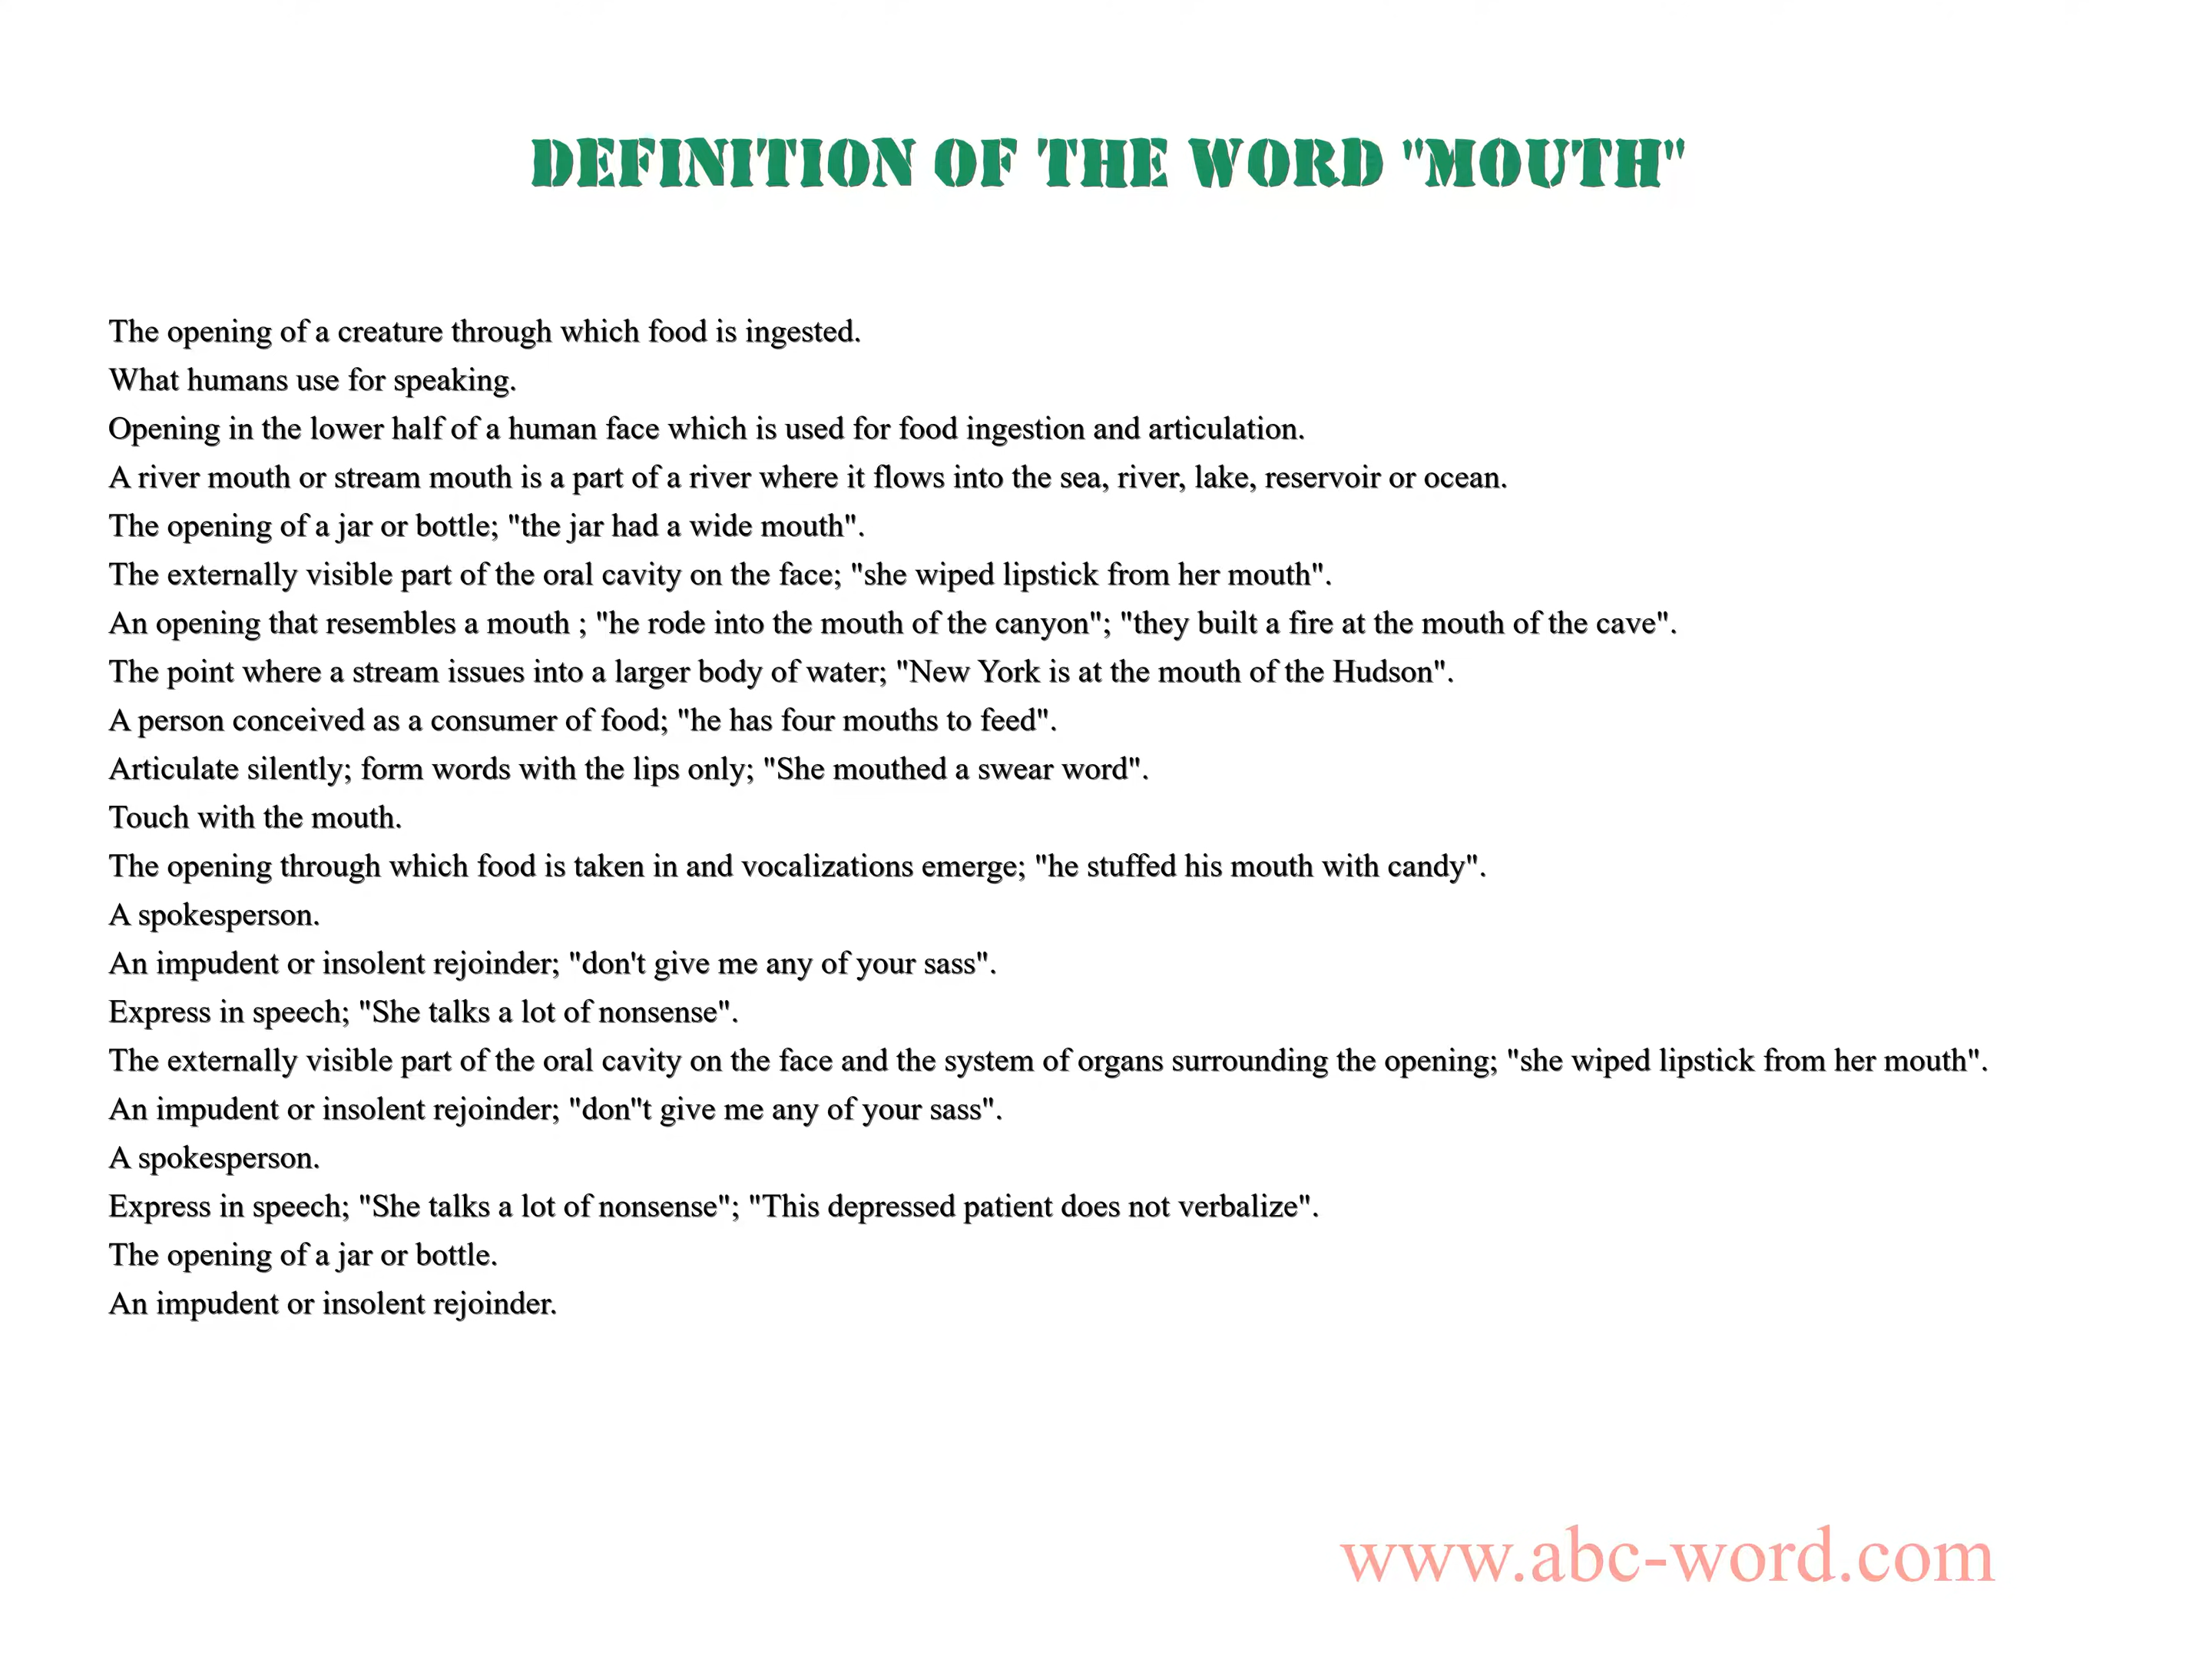 DEFINITION OF THE WORD "MOUTH"
The opening of a creature through which food is ingested.
What humans use for speaking.
Opening in the lower half of a human face which is used for food ingestion and articulation.
A river mouth or stream mouth is a part of a river where it flows into the sea, river, lake, reservoir or ocean.
The opening of a jar or bottle; "the jar had a wide mouth".
The externally visible part of the oral cavity on the face; "she wiped lipstick from her mouth".
An opening that resembles a mouth ; "he rode into the mouth of the canyon"; "they built a fire at the mouth of the cave".
The point where a stream issues into a larger body of water; "New York is at the mouth of the Hudson".
A person conceived as a consumer of food; "he has four mouths to feed".
Articulate silently; form words with the lips only; "She mouthed a swear word".
Touch with the mouth.
The opening through which food is taken in and vocalizations emerge; "he stuffed his mouth with candy".
A spokesperson.
An impudent or insolent rejoinder; "don't give me any of your sass".
Express in speech; "She talks a lot of nonsense".
The externally visible part of the oral cavity on the face and the system of organs surrounding the opening; "she wiped lipstick from her mouth".
An impudent or insolent rejoinder; "don"t give me any of your sass".
A spokesperson.
Express in speech; "She talks a lot of nonsense"; "This depressed patient does not verbalize".
The opening of a jar or bottle.
An impudent or insolent rejoinder.
www.abc-word.com